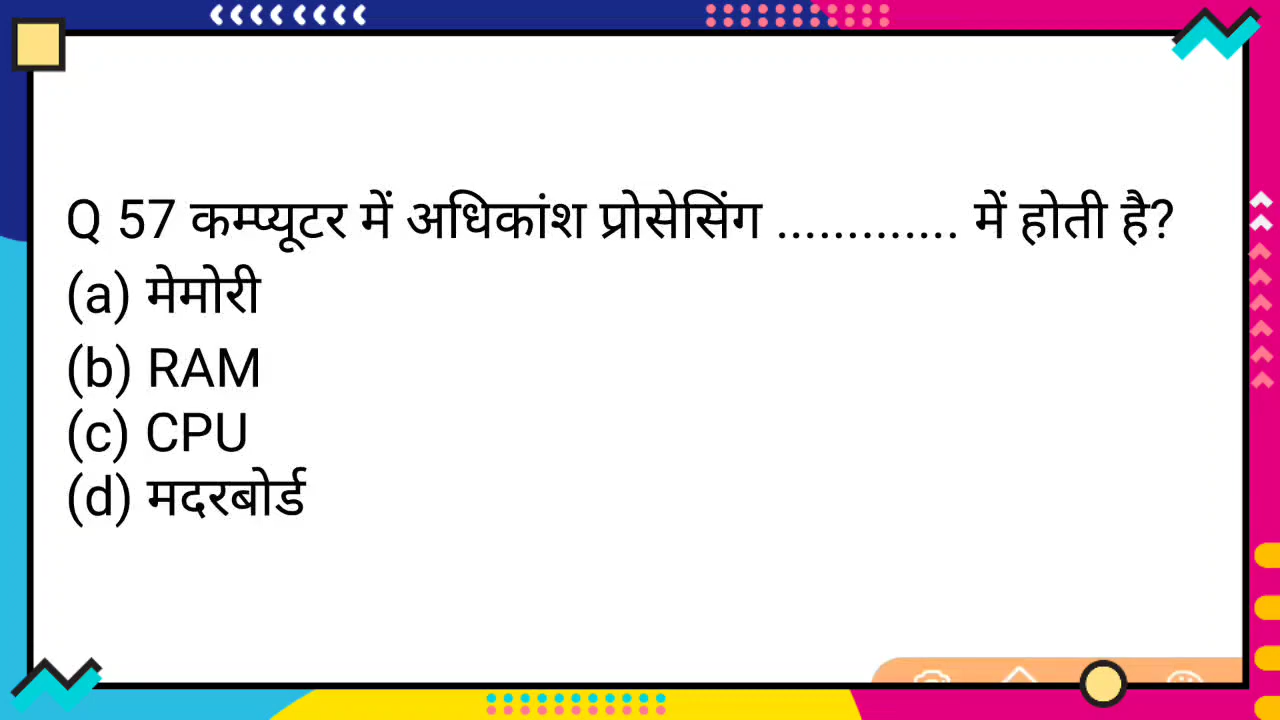 Q 57 कम्प्यूटर में अधिकांश प्रोसेसिंग ............. में होती है?
(a) मेमोरी
(b) RAM
(c) CPU
(d) मदरबोर्ड